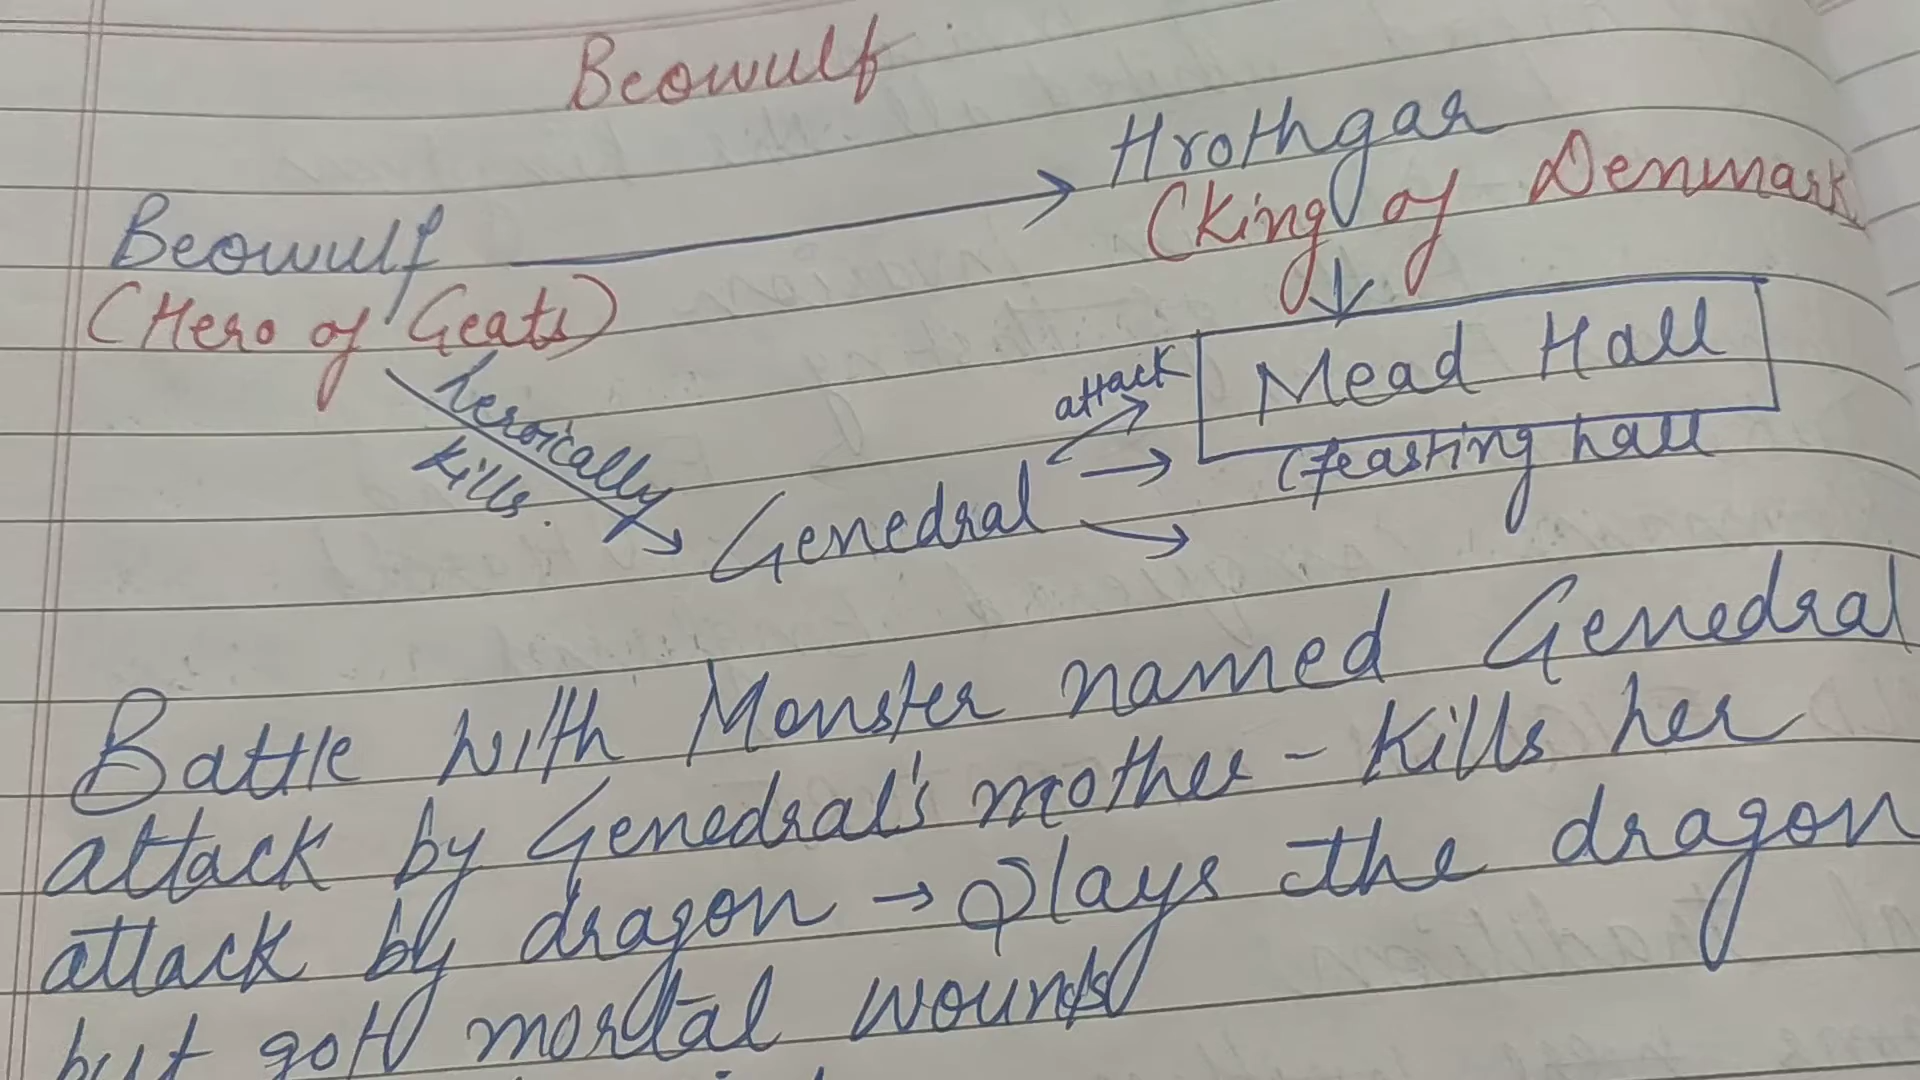 Beowulf
Hrothgar
(King of Denmark
Beowulf
(Hero of Geats)
heroically
kills.
attack
Mead Hall
(feasting hall
Genedral
Battle with Monster named Genedral
attack by Genedral's mother - kills her
attack by dragon → Slays the dragon
but got mortal wounds